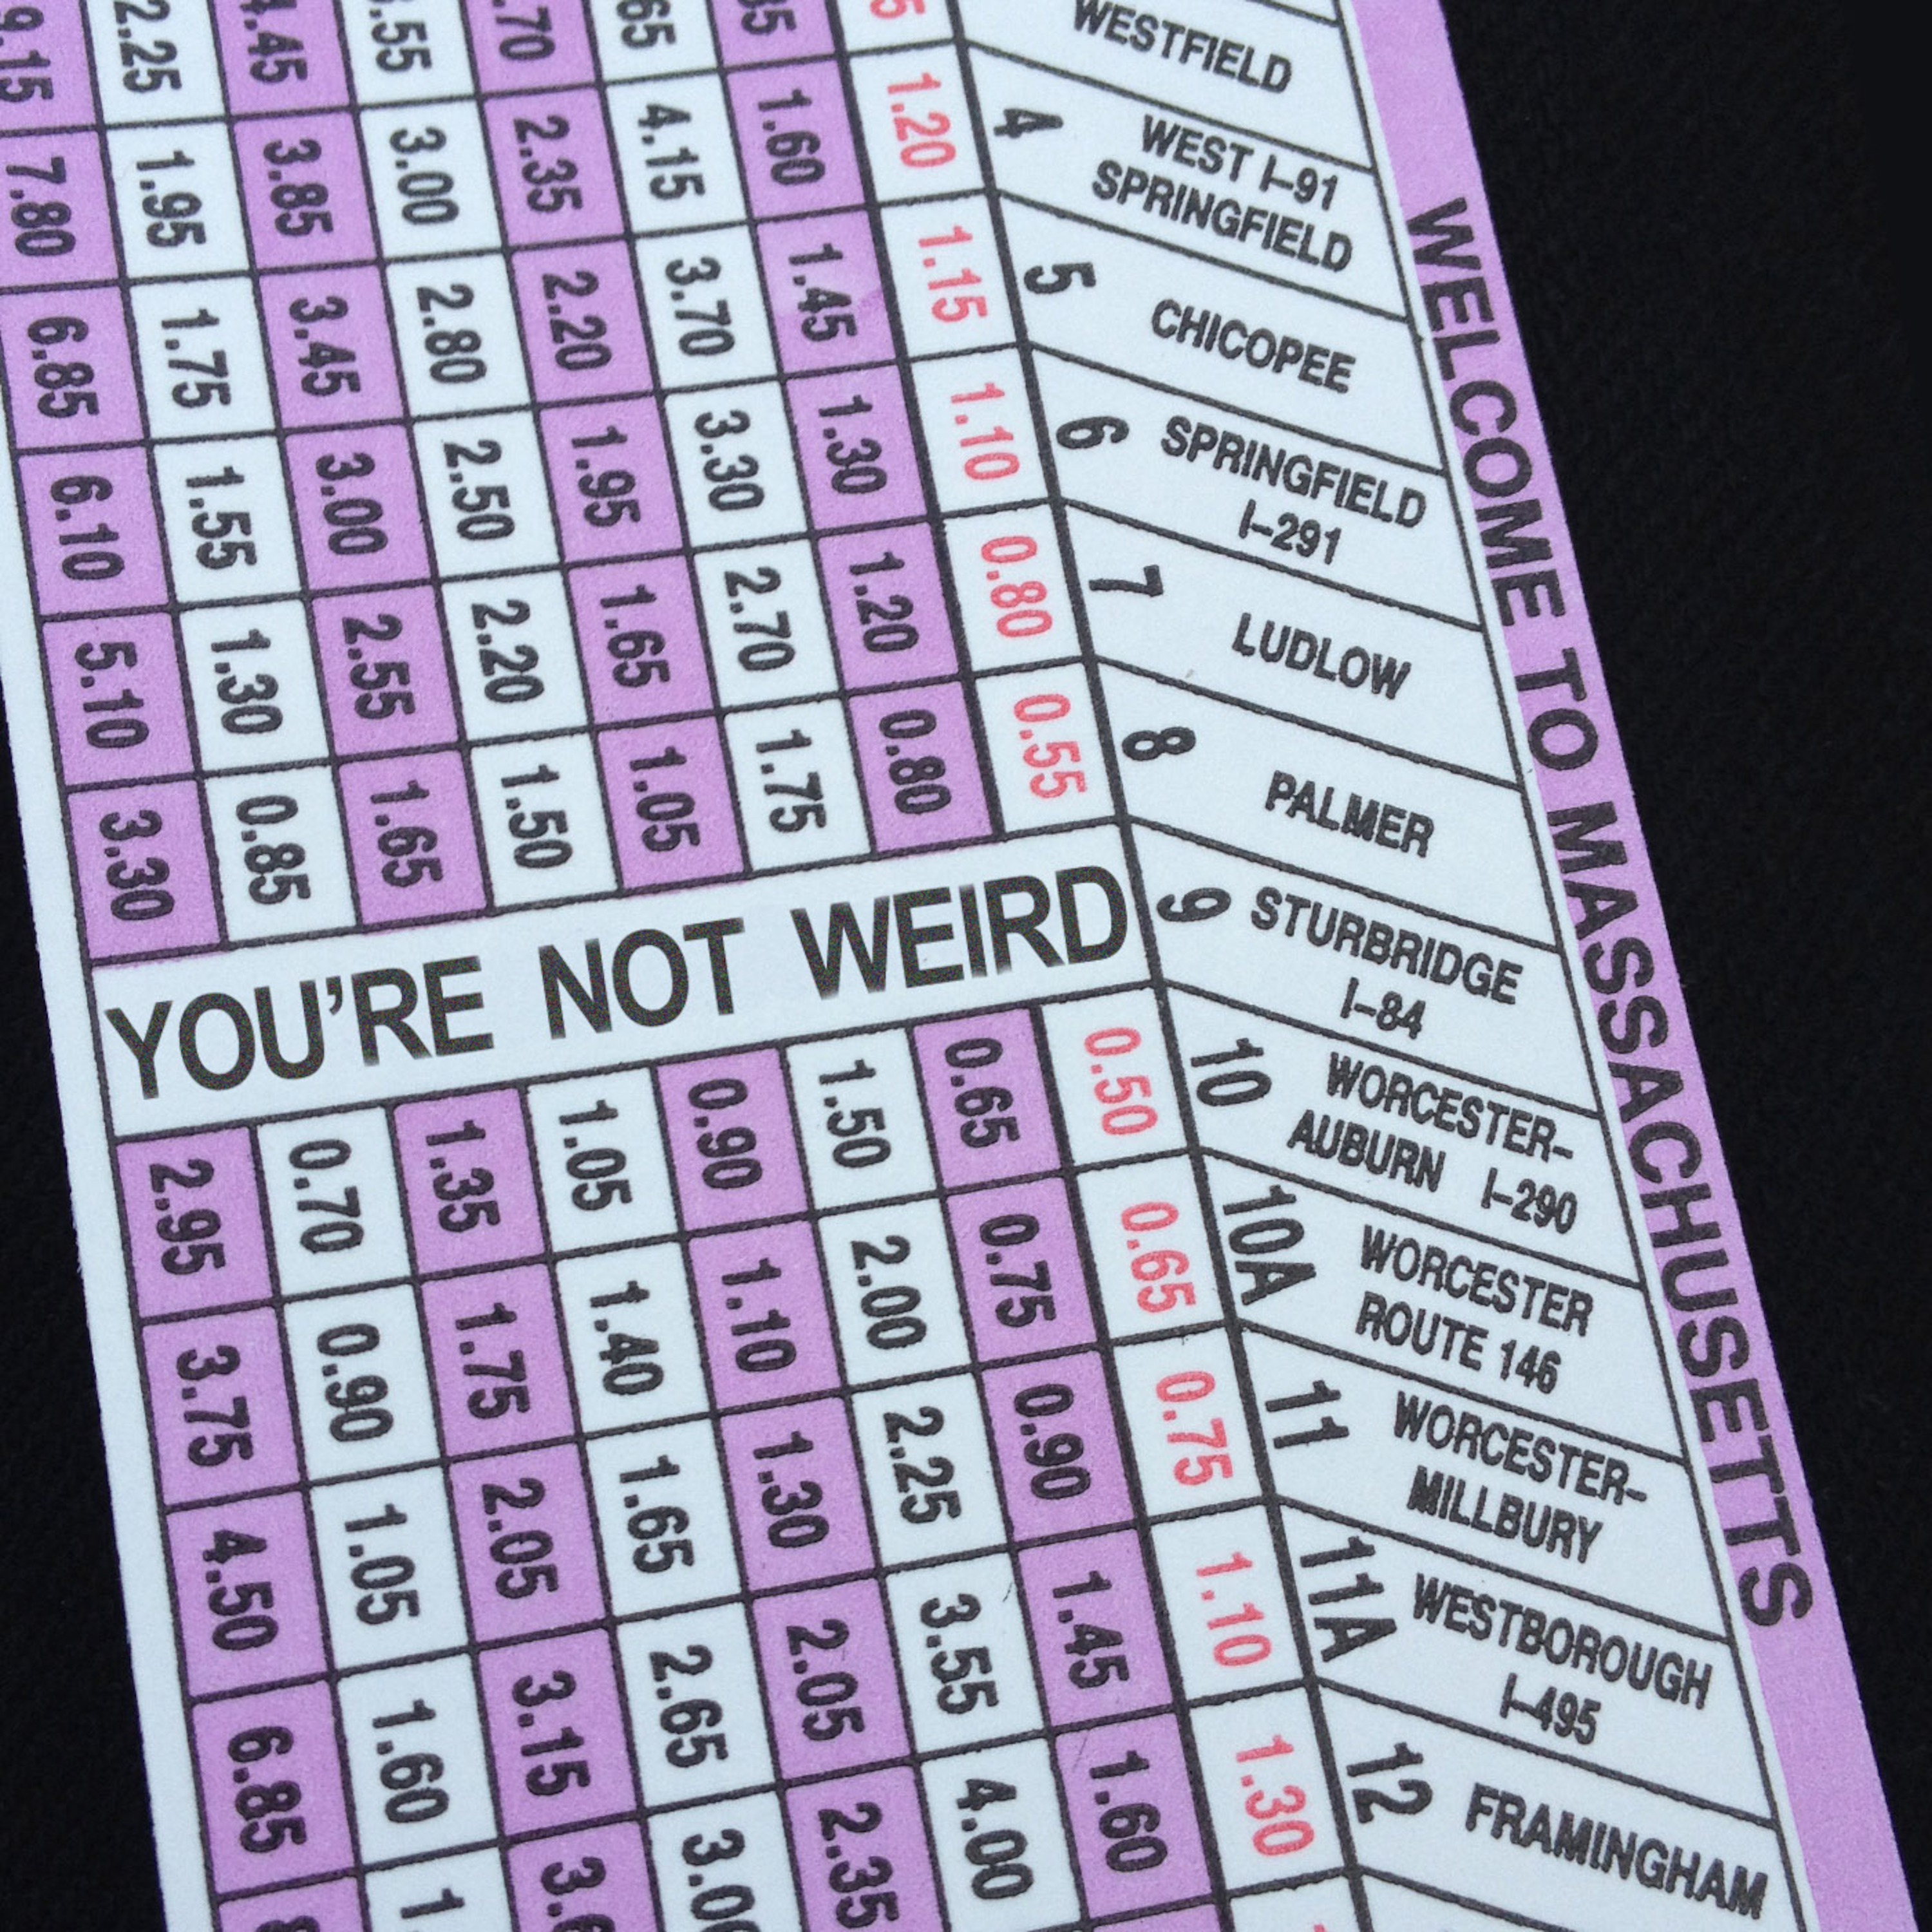 WELCOME TO MASSACHUSETTS
WESTFIELD
4 WEST I-91
SPRINGFIELD
1.20 1.60 4.15 2.35 3.00 3.85 1.95 7.80
5 CHICOPEE
1.15 1.45 3.70 2.20 2.80 3.45 1.75 6.85
6 SPRINGFIELD
I-291
1.10 1.30 3.30 1.95 2.50 3.00 1.55 6.10
7 LUDLOW
0.80 1.20 2.70 1.65 2.20 2.55 1.30 5.10
8 PALMER
0.55 0.80 1.75 1.05 1.50 1.65 0.85 3.30
9 STURBRIDGE
I-84
YOU'RE NOT WEIRD
10 WORCESTER-
AUBURN I-290
0.50 0.65 1.50 0.90 1.05 1.35 0.70 2.95
10A WORCESTER
ROUTE 146
0.65 0.75 2.00 1.10 1.40 1.75 0.90 3.75
11 WORCESTER-
MILLBURY
0.75 0.90 2.25 1.30 1.65 2.05 1.05 4.50
11A WESTBOROUGH
I-495
1.10 1.45 3.55 2.05 2.65 3.15 1.60 6.85
12 FRAMINGHAM
1.30 1.60 4.00 2.35